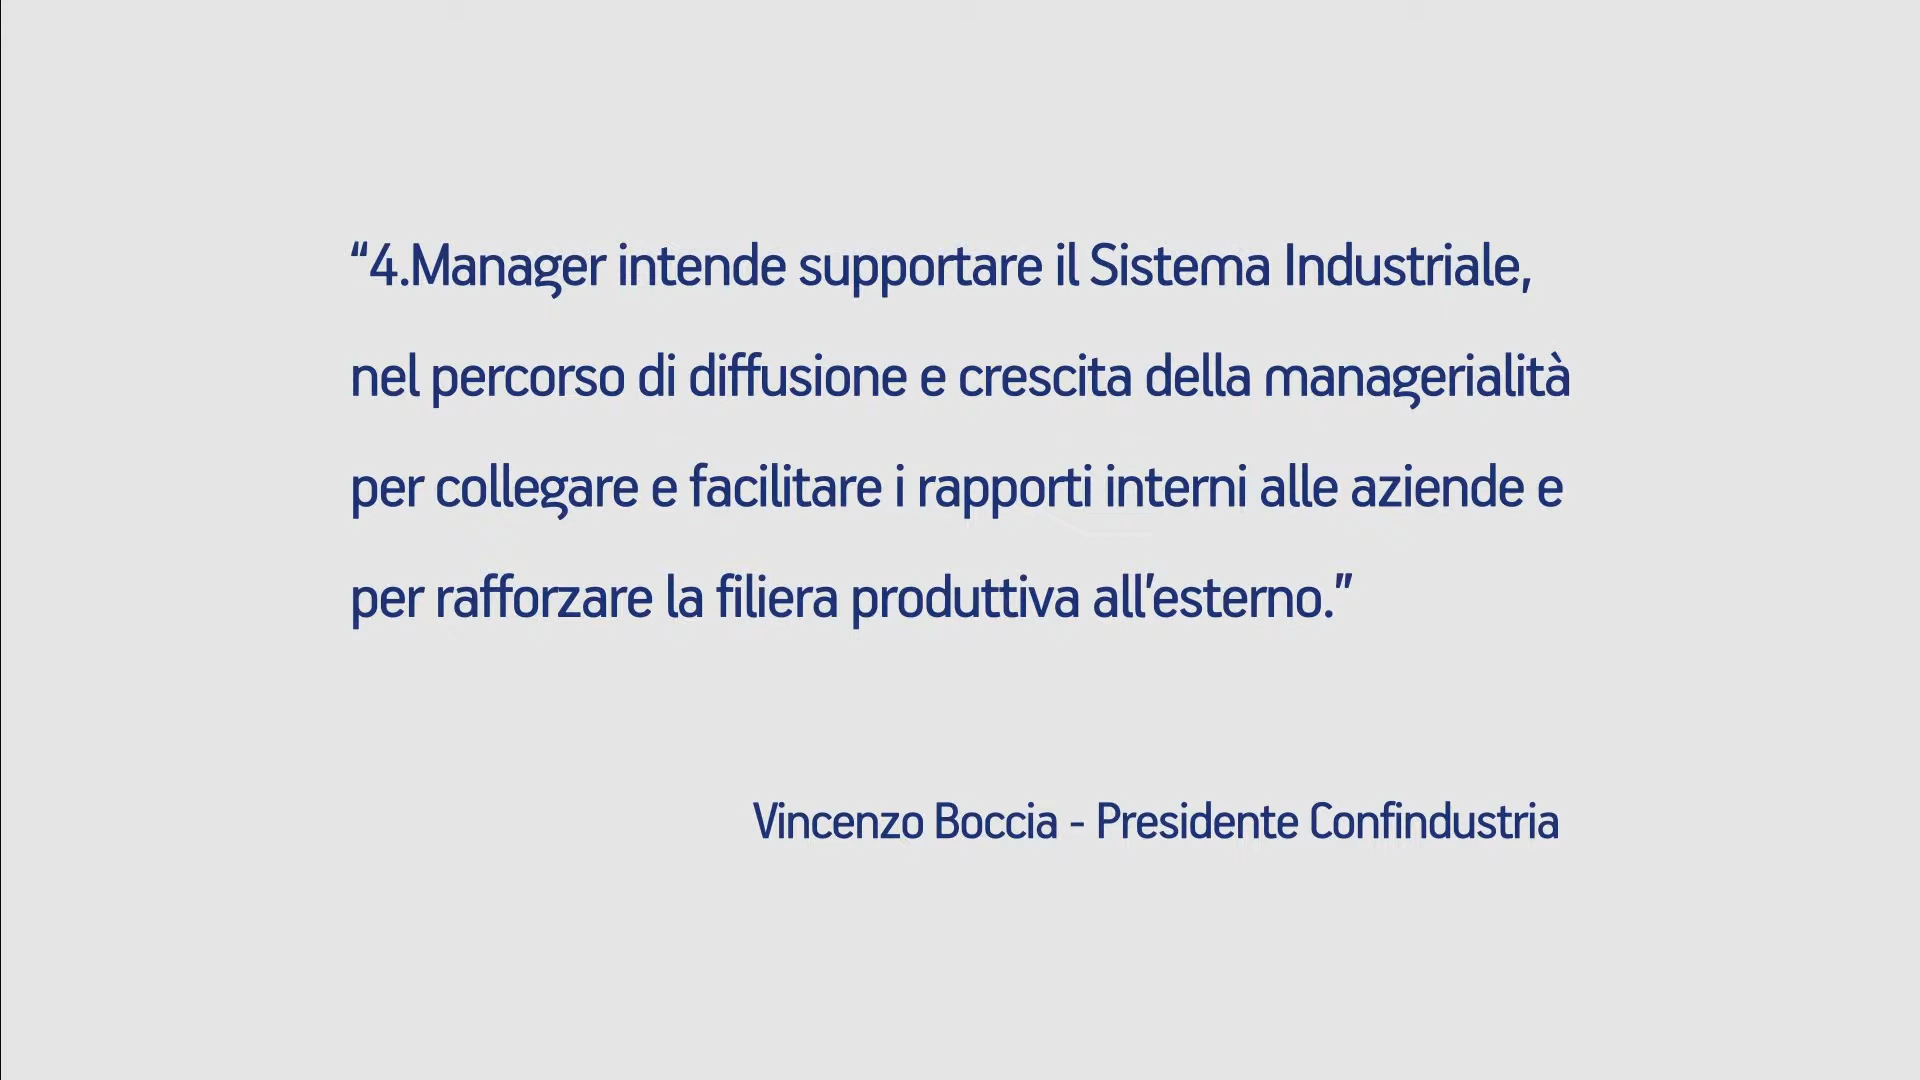 “4.Manager intende supportare il Sistema Industriale,
nel percorso di diffusione e crescita della managerialità
per collegare e facilitare i rapporti interni alle aziende e
per rafforzare la filiera produttiva all’esterno.”
Vincenzo Boccia - Presidente Confindustria